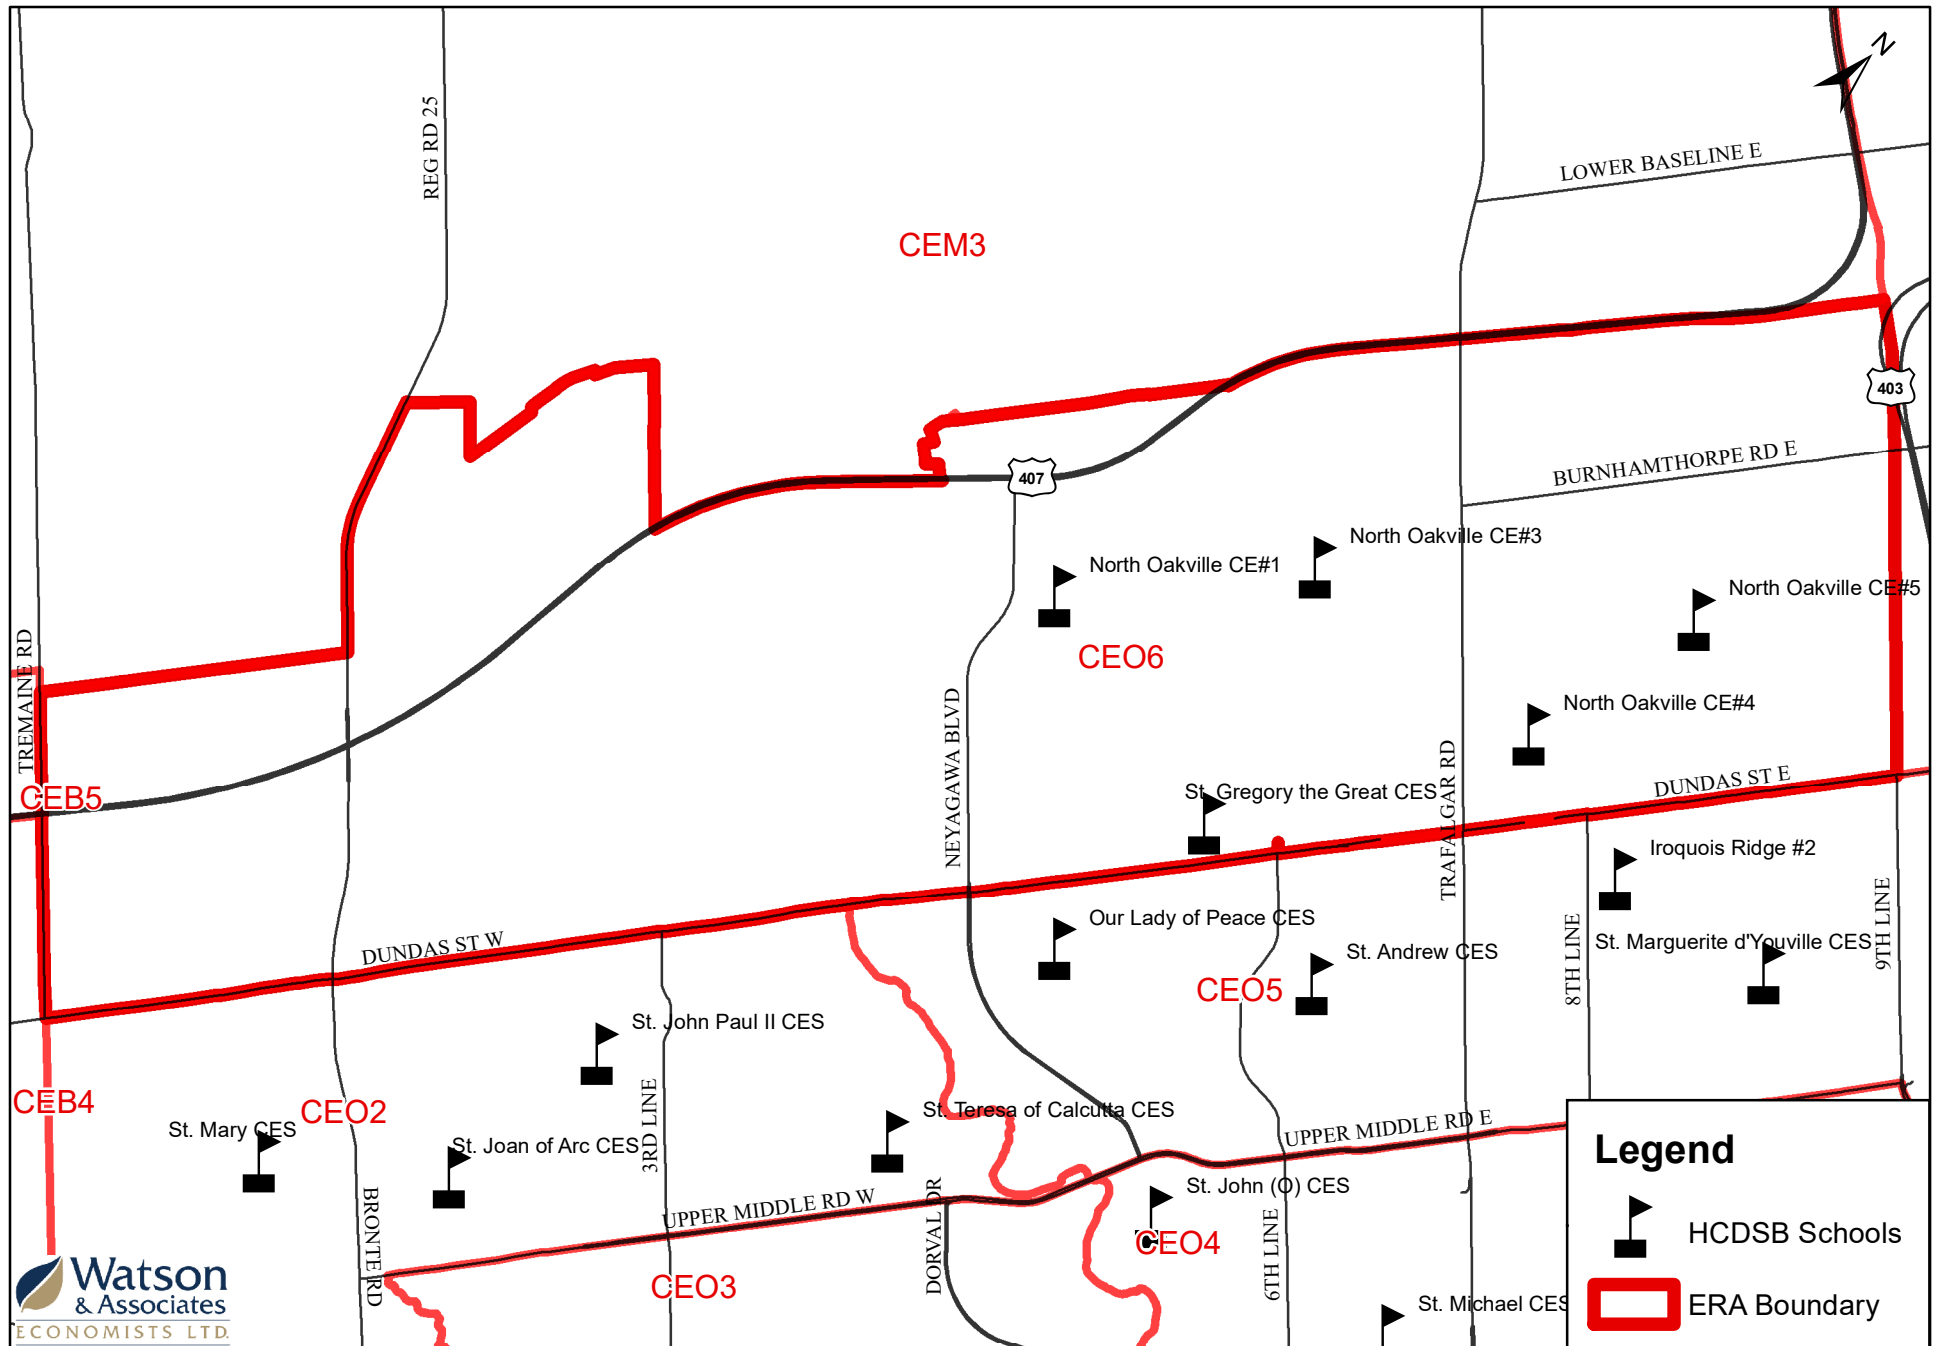 N
REG RD 25
LOWER BASELINE E
CEM3
403
BURNHAMTHORPE RD E
407
North Oakville CE#3
North Oakville CE#1
North Oakville CE#5
TREMAINE RD
CEO6
North Oakville CE#4
NEYAGAWA BLVD
TRAFALGAR RD
DUNDAS ST E
CEB5
St. Gregory the Great CES
Iroquois Ridge #2
Our Lady of Peace CES
DUNDAS ST W
St. Andrew CES
8TH LINE
St. Marguerite d'Youville CES
9TH LINE
CEO5
St. John Paul II CES
CEB4
CEO2
St. Teresa of Calcutta CES
St. Mary CES
St. Joan of Arc CES
3RD LINE
UPPER MIDDLE RD E
UPPER MIDDLE RD W
DORVAL DR
St. John (O) CES
BRONTE RD
CEO4
6TH LINE
CEO3
St. Michael CES
Legend
HCDSB Schools
ERA Boundary
Watson
& Associates
ECONOMISTS LTD.